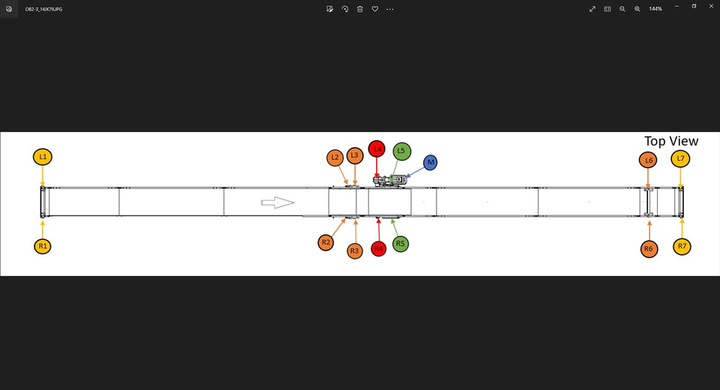 OB2-3_14JK79.JPG
144%
Top View
L1
L2
L3
L4
L5
M
L6
L7
R1
R2
R3
R4
R5
R6
R7